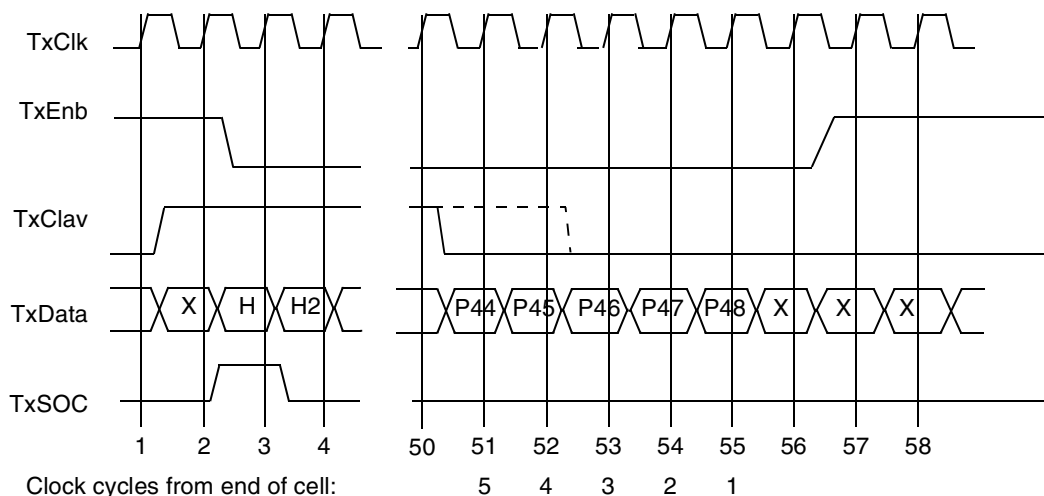 TxClk
TxEnb
TxClav
TxData X H H2 P44 P45 P46 P47 P48 X X X
TxSOC
1 2 3 4 50 51 52 53 54 55 56 57 58
Clock cycles from end of cell: 5 4 3 2 1